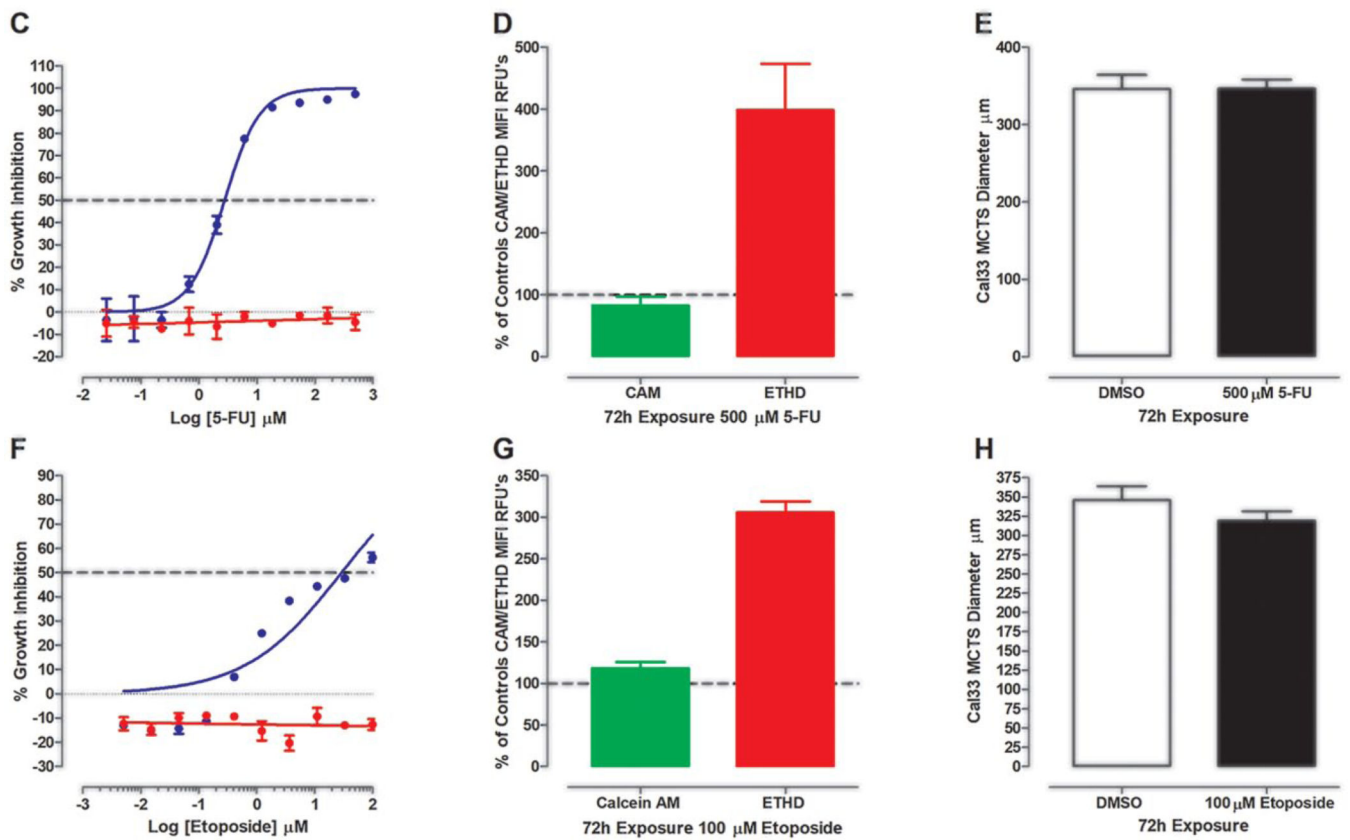 C
% Growth Inhibition
110
100
90
80
70
60
50
40
30
20
10
0
-10
-20
-2 -1 0 1 2 3
Log [5-FU] μM
D
% of Controls CAM/ETHD MIFI RFU's
500
400
300
200
100
0
CAM ETHD
72h Exposure 500 μM 5-FU
E
Cal33 MCTS Diameter μm
400
300
200
100
0
DMSO 500 μM 5-FU
72h Exposure
F
% Growth Inhibition
90
80
70
60
50
40
30
20
10
0
-10
-20
-30
-3 -2 -1 0 1 2
Log [Etoposide] μM
G
% of Controls CAM/ETHD MIFI RFU's
350
300
250
200
150
100
50
0
Calcein AM ETHD
72h Exposure 100 μM Etoposide
H
Cal33 MCTS Diameter μm
375
350
325
300
275
250
225
200
175
150
125
100
75
50
25
0
DMSO 100 μM Etoposide
72h Exposure